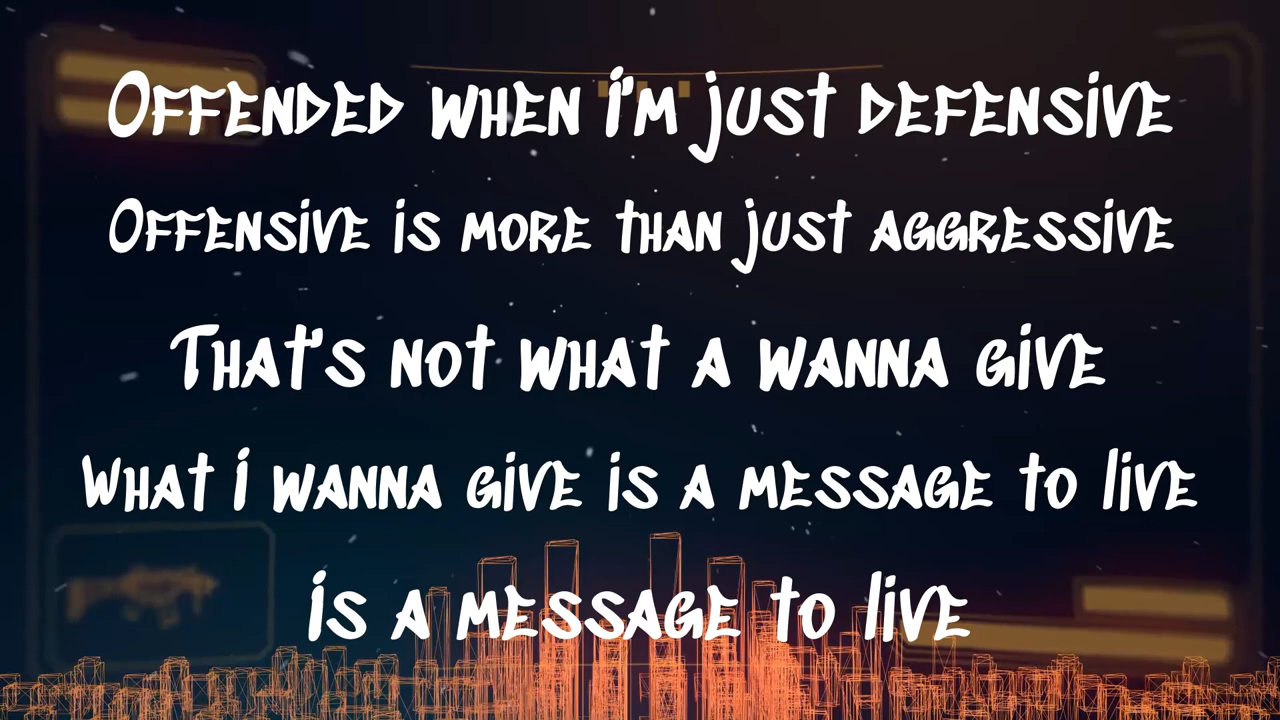 Offended when i'm just defensive
Offensive is more than just aggressive
That's not what a wanna give
What i wanna give is a message to live
is a message to live